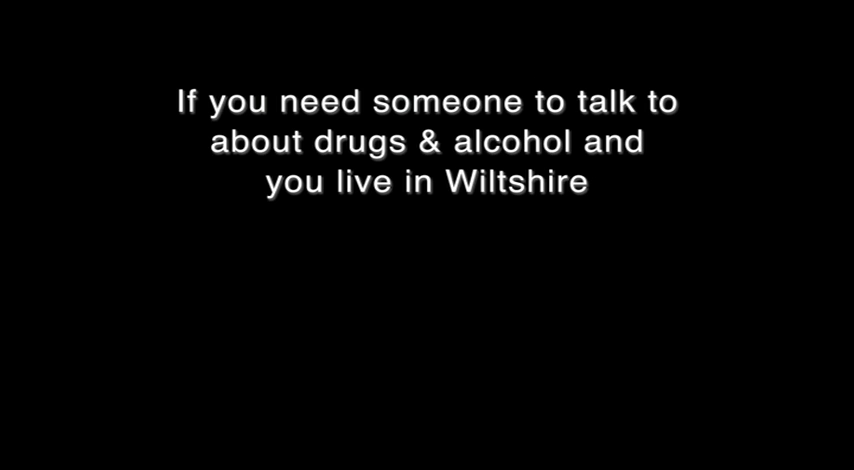 If you need someone to talk to
about drugs & alcohol and
you live in Wiltshire